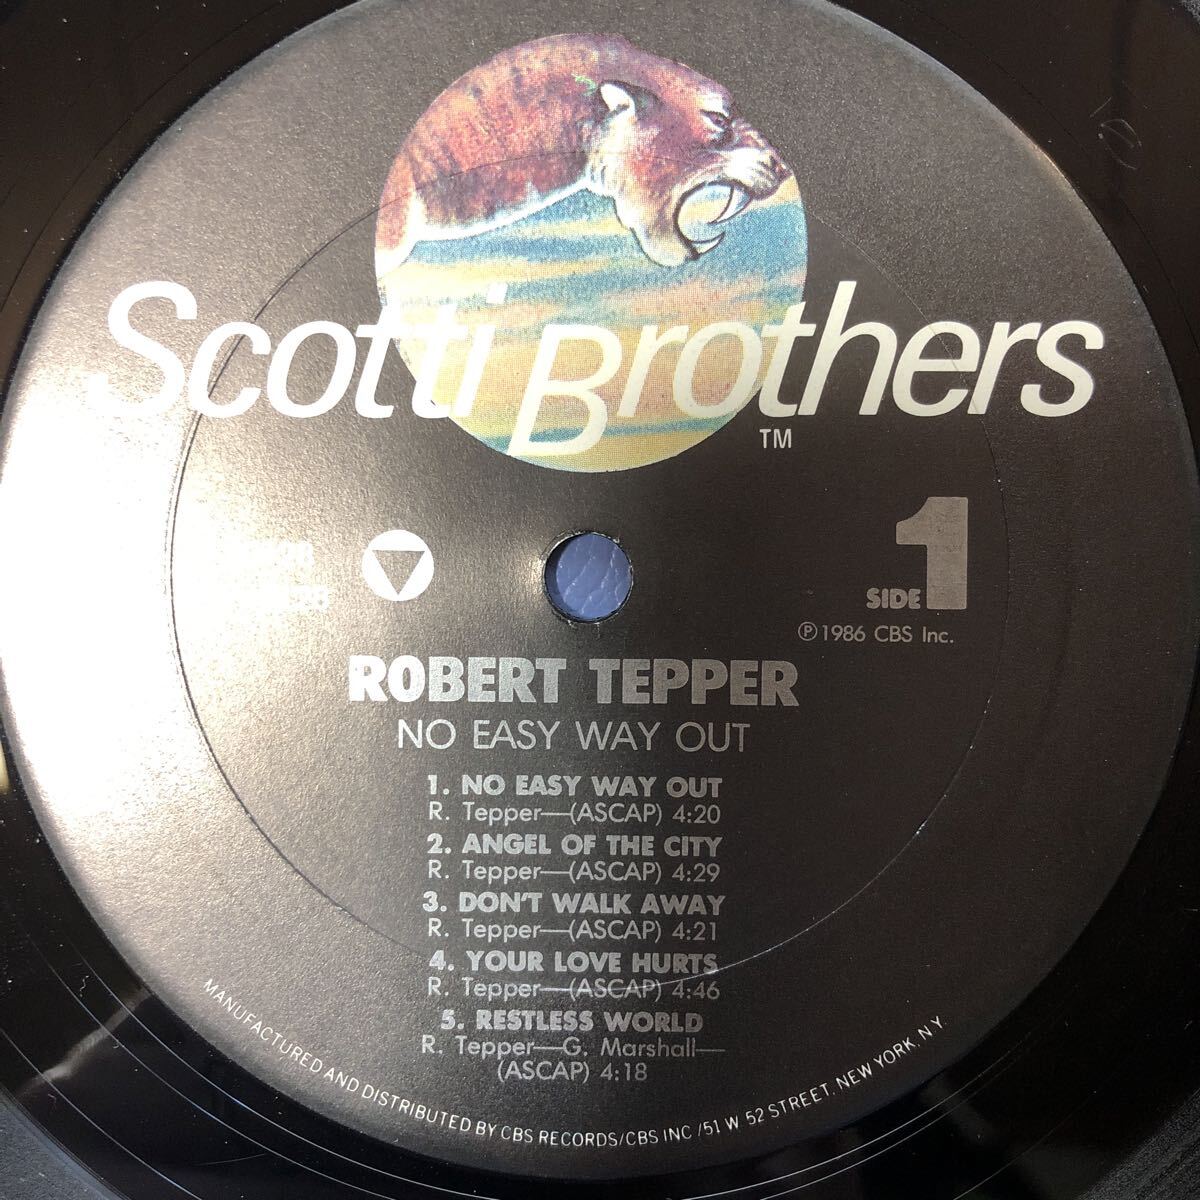 Scotti Brothers
TM
SIDE 1
Ⓟ1986 CBS Inc.
ROBERT TEPPER
NO EASY WAY OUT
1. NO EASY WAY OUT
R. Tepper—(ASCAP) 4:20
2. ANGEL OF THE CITY
R. Tepper—(ASCAP) 4:29
3. DON'T WALK AWAY
R. Tepper—(ASCAP) 4:21
4. YOUR LOVE HURTS
R. Tepper—(ASCAP) 4:46
5. RESTLESS WORLD
R. Tepper—G. Marshall—
(ASCAP) 4:18
MANUFACTURED AND DISTRIBUTED BY CBS RECORDS/CBS INC /51 W 52 STREET, NEW YORK, N.Y.